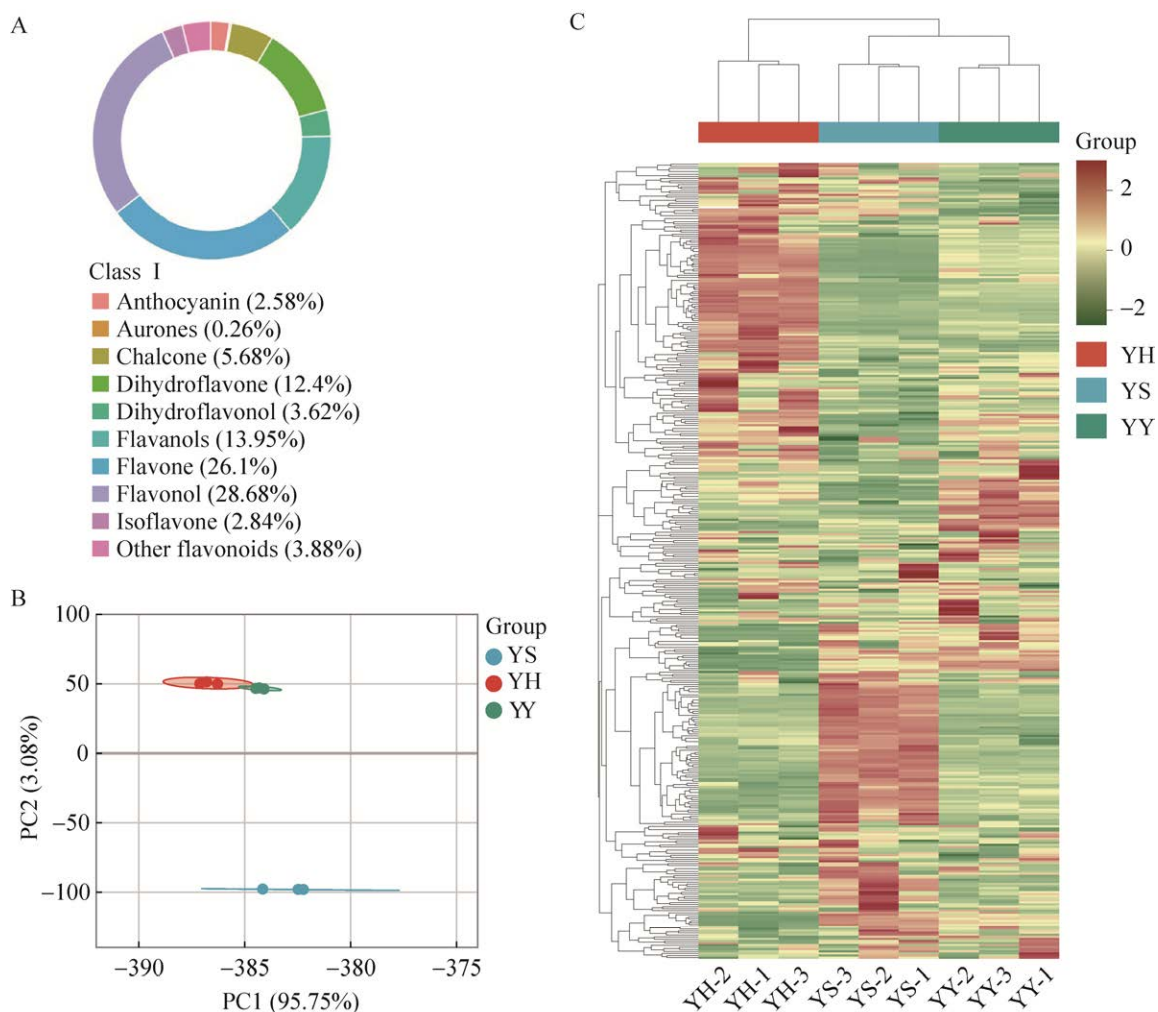 A
Class I
Anthocyanin (2.58%)
Aurones (0.26%)
Chalcone (5.68%)
Dihydroflavone (12.4%)
Dihydroflavonol (3.62%)
Flavanols (13.95%)
Flavone (26.1%)
Flavonol (28.68%)
Isoflavone (2.84%)
Other flavonoids (3.88%)
B
100
50
0
−50
−100
PC2 (3.08%)
−390
−385
−380
−375
PC1 (95.75%)
Group
YS
YH
YY
C
Group
2
0
−2
YH
YS
YY
YH-2
YH-1
YH-3
YS-3
YS-2
YS-1
YY-2
YY-3
YY-1